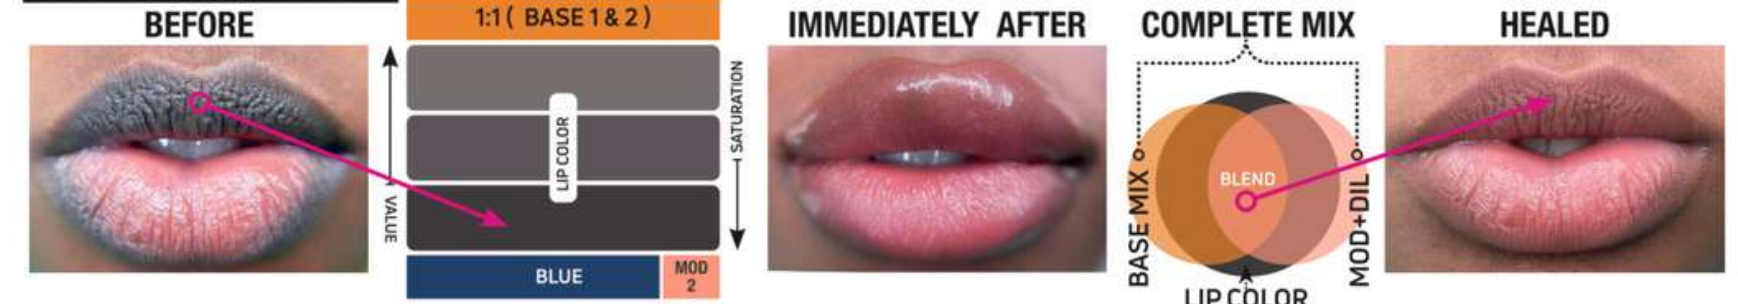 BEFORE
1:1 ( BASE 1 & 2 )
VALUE
LIP COLOR
SATURATION
BLUE
MOD
2
IMMEDIATELY AFTER
COMPLETE MIX
BASE MIX
BLEND
MOD+DIL
LIP COLOR
HEALED